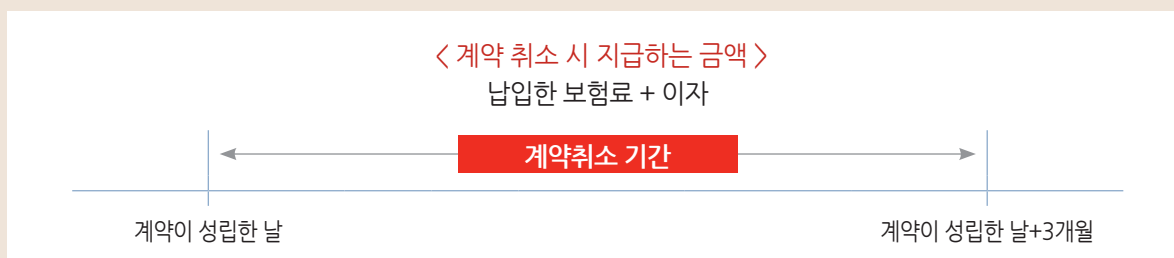 < 계약 취소 시 지급하는 금액 >
납입한 보험료 + 이자
계약취소 기간
계약이 성립한 날
계약이 성립한 날+3개월